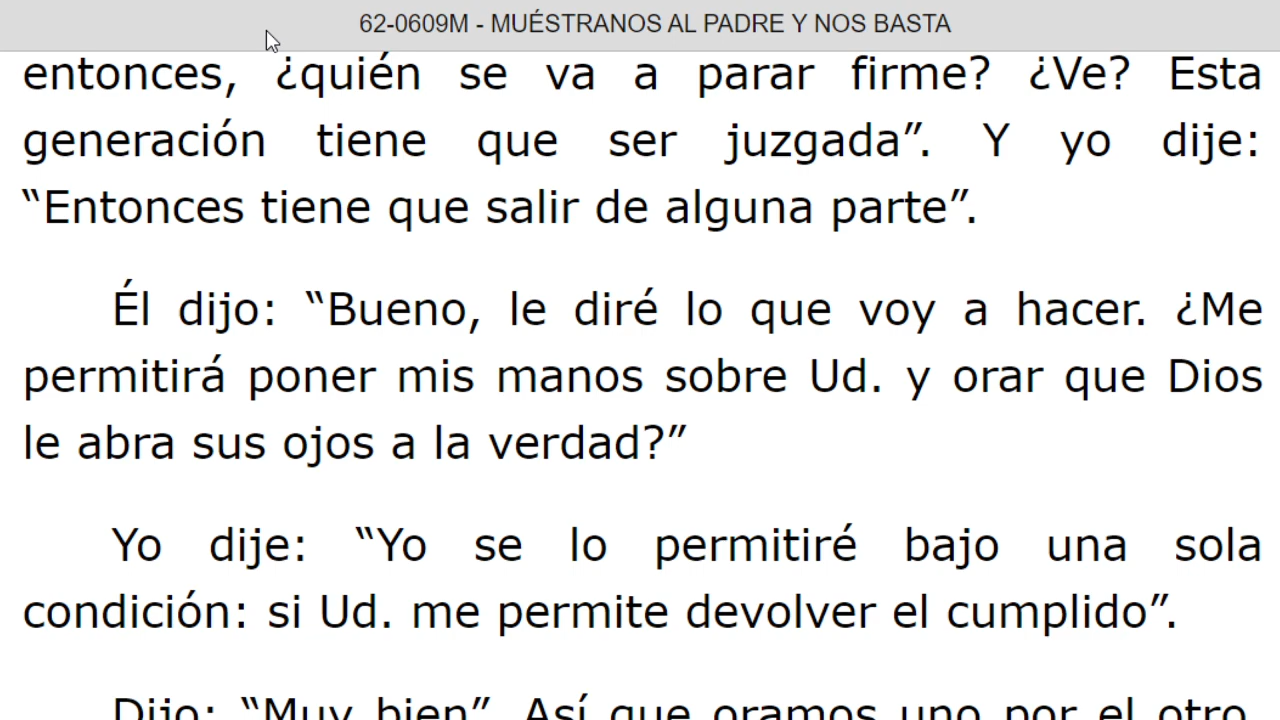 62-0609M - MUÉSTRANOS AL PADRE Y NOS BASTA
entonces, ¿quién se va a parar firme? ¿Ve? Esta
generación tiene que ser juzgada”. Y yo dije:
“Entonces tiene que salir de alguna parte”.
Él dijo: “Bueno, le diré lo que voy a hacer. ¿Me
permitirá poner mis manos sobre Ud. y orar que Dios
le abra sus ojos a la verdad?”
Yo dije: “Yo se lo permitiré bajo una sola
condición: si Ud. me permite devolver el cumplido”.
Dijo: “Muy bien”. Así que oramos uno por el otro.